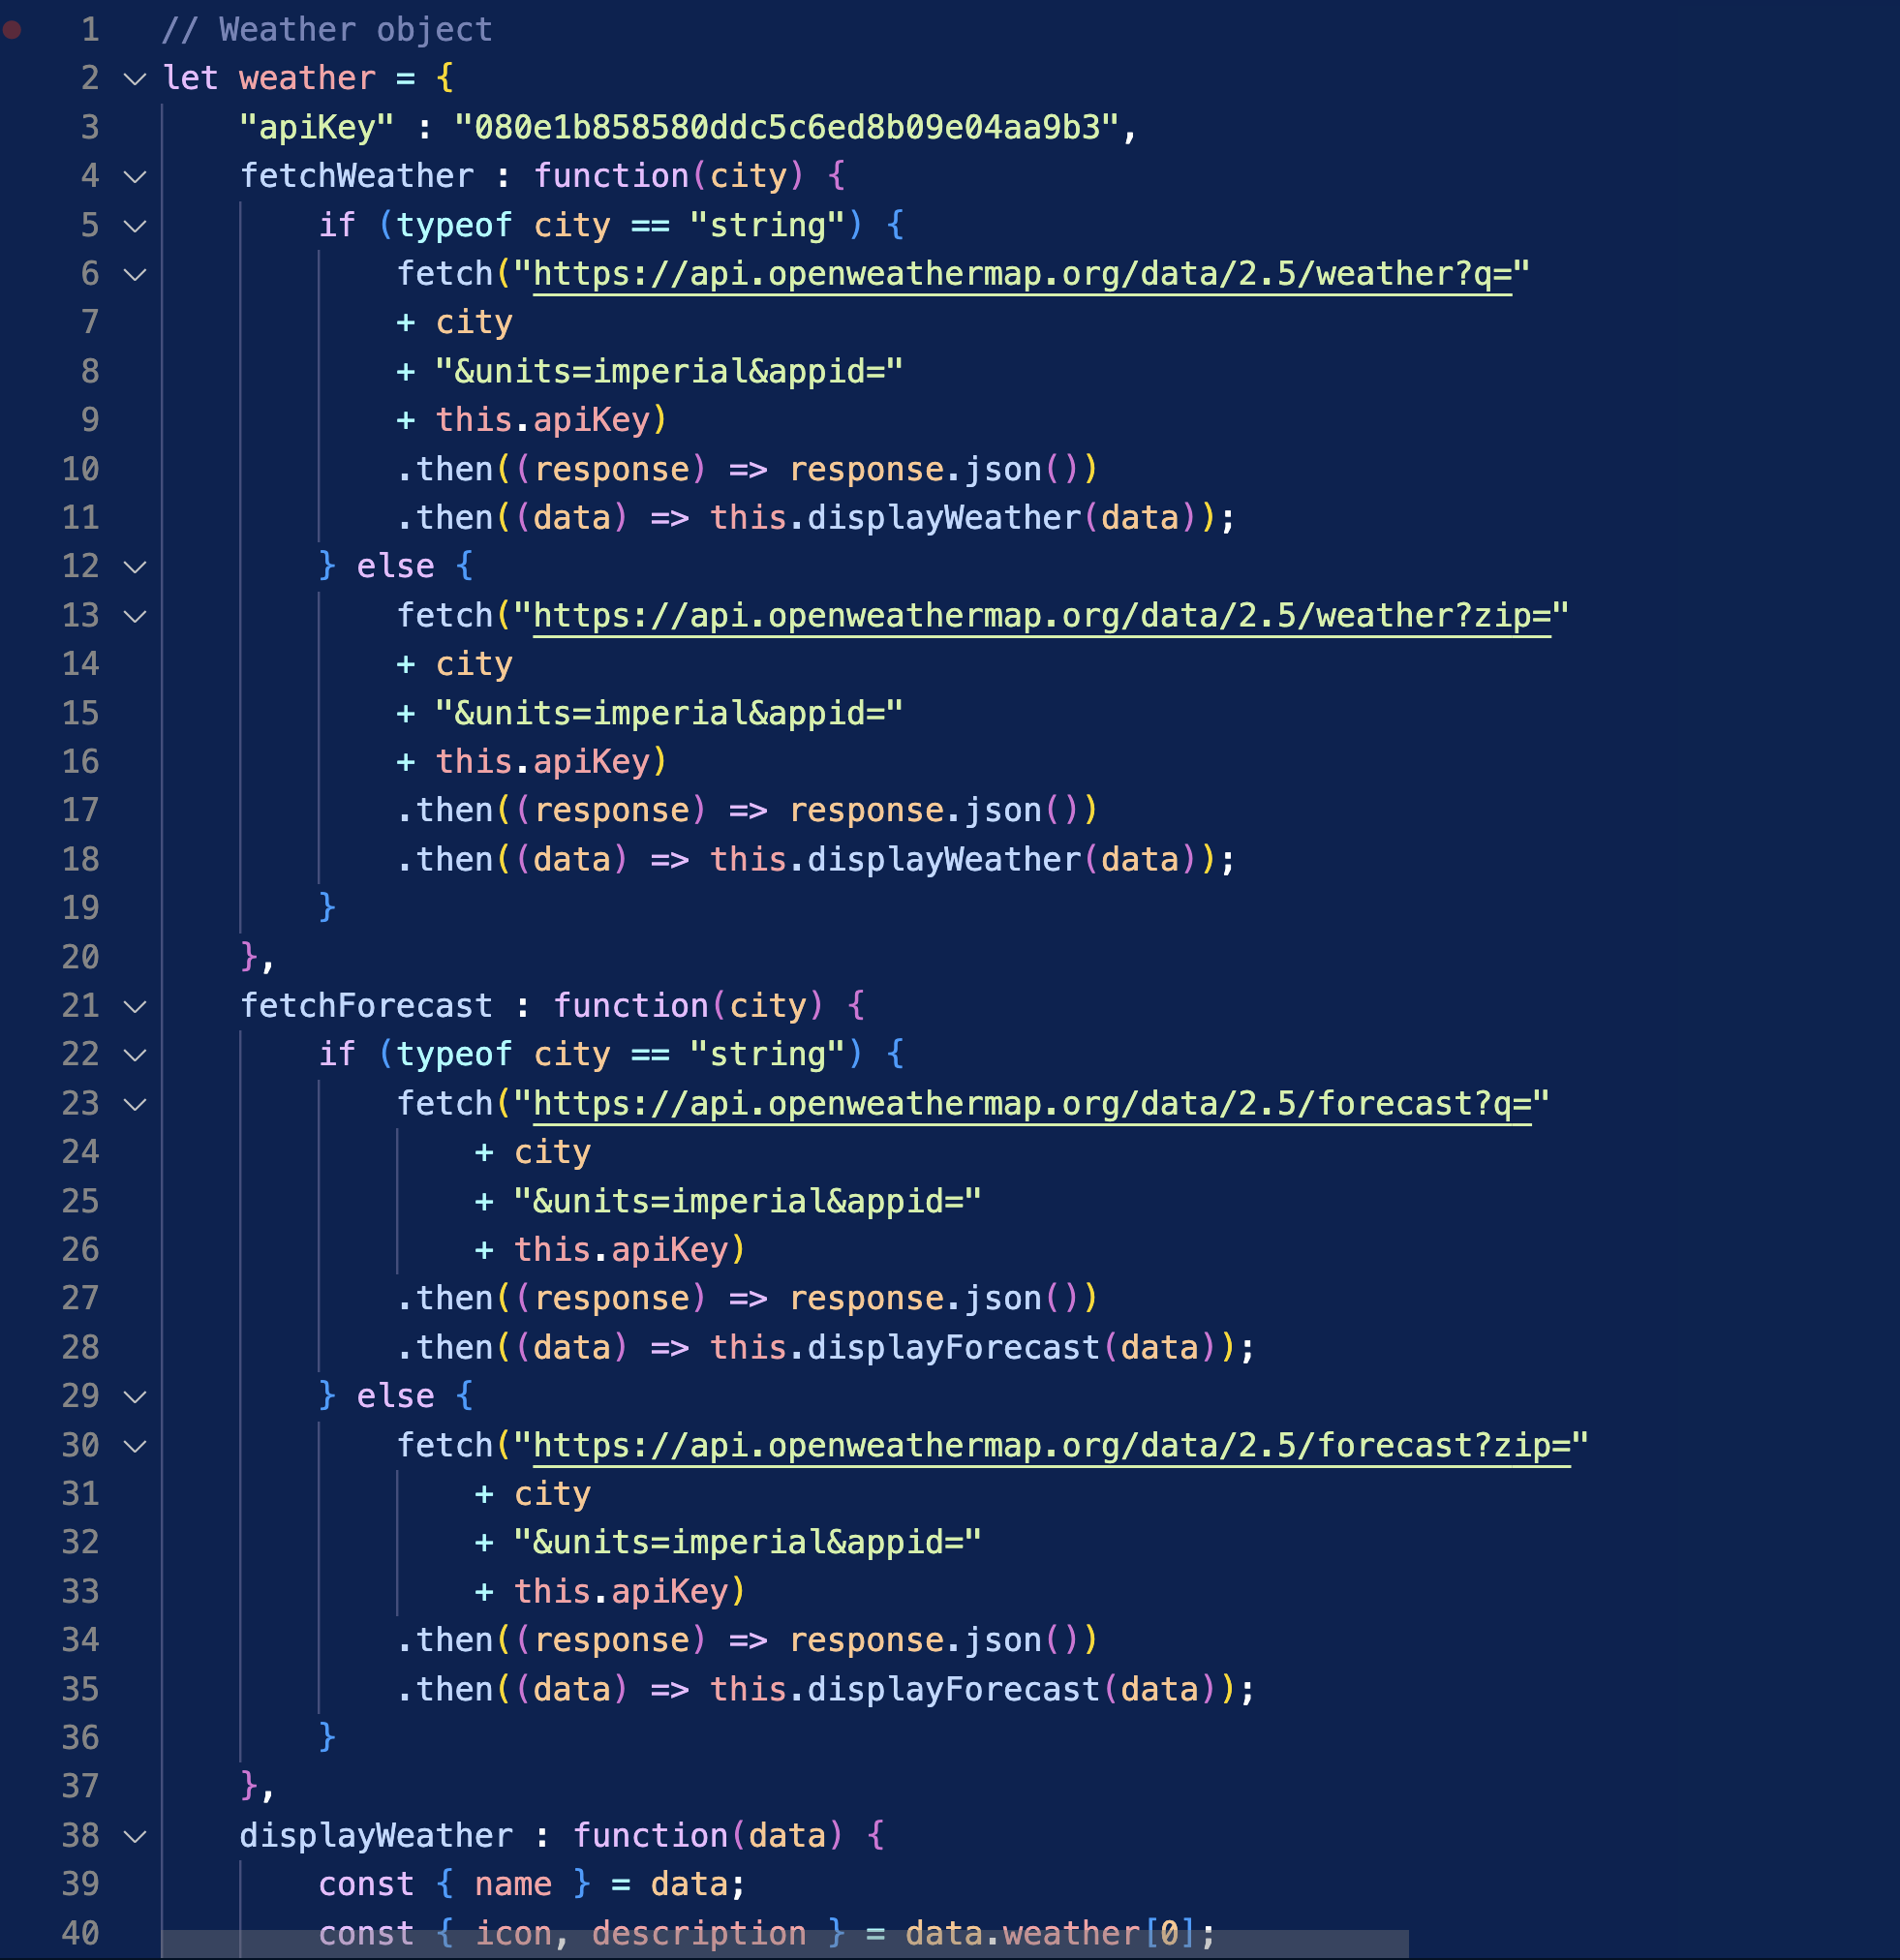 1 // Weather object
2 let weather = {
3 "apiKey" : "080e1b858580ddc5c6ed8b09e04aa9b3",
4 fetchWeather : function(city) {
5 if (typeof city == "string") {
6 fetch("https://api.openweathermap.org/data/2.5/weather?q="
7 + city
8 + "&units=imperial&appid="
9 + this.apiKey)
10 .then((response) => response.json())
11 .then((data) => this.displayWeather(data));
12 } else {
13 fetch("https://api.openweathermap.org/data/2.5/weather?zip="
14 + city
15 + "&units=imperial&appid="
16 + this.apiKey)
17 .then((response) => response.json())
18 .then((data) => this.displayWeather(data));
19 }
20 },
21 fetchForecast : function(city) {
22 if (typeof city == "string") {
23 fetch("https://api.openweathermap.org/data/2.5/forecast?q="
24 + city
25 + "&units=imperial&appid="
26 + this.apiKey)
27 .then((response) => response.json())
28 .then((data) => this.displayForecast(data));
29 } else {
30 fetch("https://api.openweathermap.org/data/2.5/forecast?zip="
31 + city
32 + "&units=imperial&appid="
33 + this.apiKey)
34 .then((response) => response.json())
35 .then((data) => this.displayForecast(data));
36 }
37 },
38 displayWeather : function(data) {
39 const { name } = data;
40 const { icon, description } = data.weather[0];